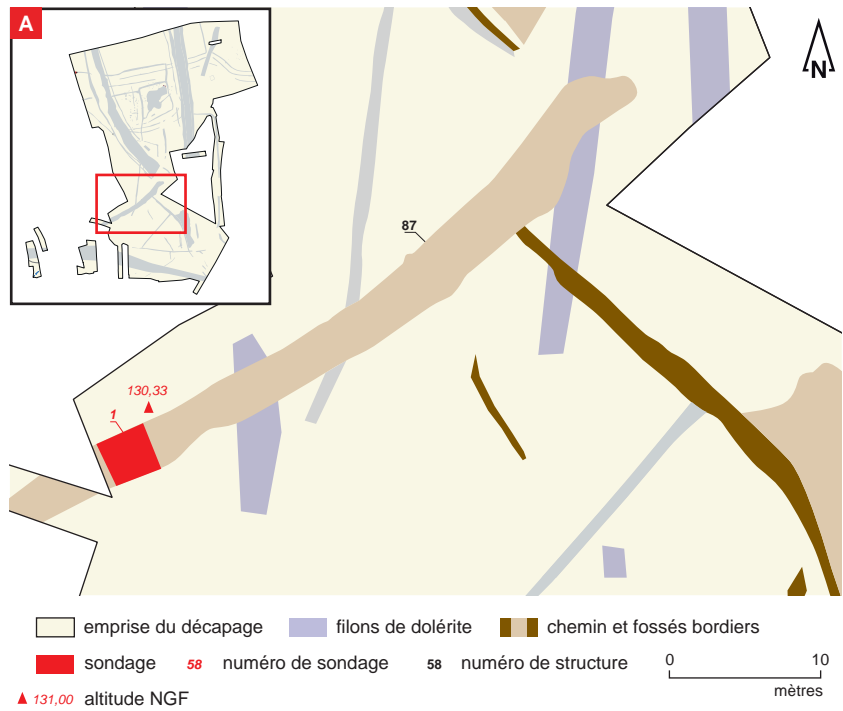 A
N
87
130,33
1
emprise du décapage filons de dolérite chemin et fossés bordiers
sondage 58 numéro de sondage 58 numéro de structure 0 10
mètres
131,00 altitude NGF